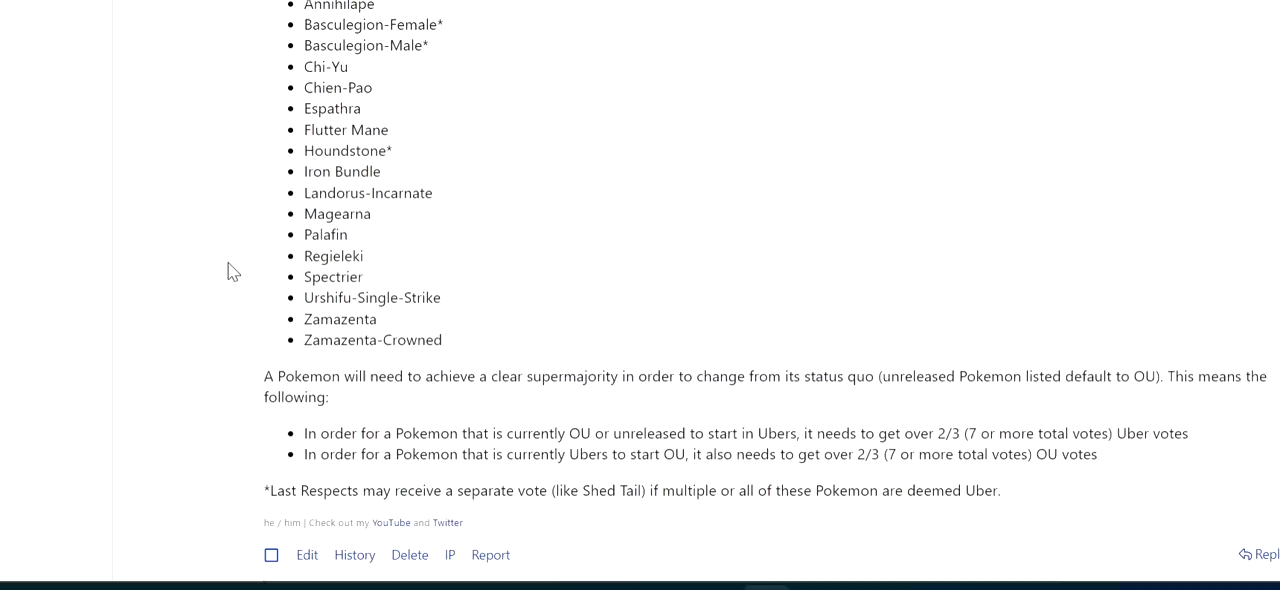 Annihilape
Basculegion-Female*
Basculegion-Male*
Chi-Yu
Chien-Pao
Espathra
Flutter Mane
Houndstone*
Iron Bundle
Landorus-Incarnate
Magearna
Palafin
Regieleki
Spectrier
Urshifu-Single-Strike
Zamazenta
Zamazenta-Crowned
A Pokemon will need to achieve a clear supermajority in order to change from its status quo (unreleased Pokemon listed default to OU). This means the
following:
In order for a Pokemon that is currently OU or unreleased to start in Ubers, it needs to get over 2/3 (7 or more total votes) Uber votes
In order for a Pokemon that is currently Ubers to start OU, it also needs to get over 2/3 (7 or more total votes) OU votes
*Last Respects may receive a separate vote (like Shed Tail) if multiple or all of these Pokemon are deemed Uber.
he / him | Check out my YouTube and Twitter
Edit History Delete IP Report Repl